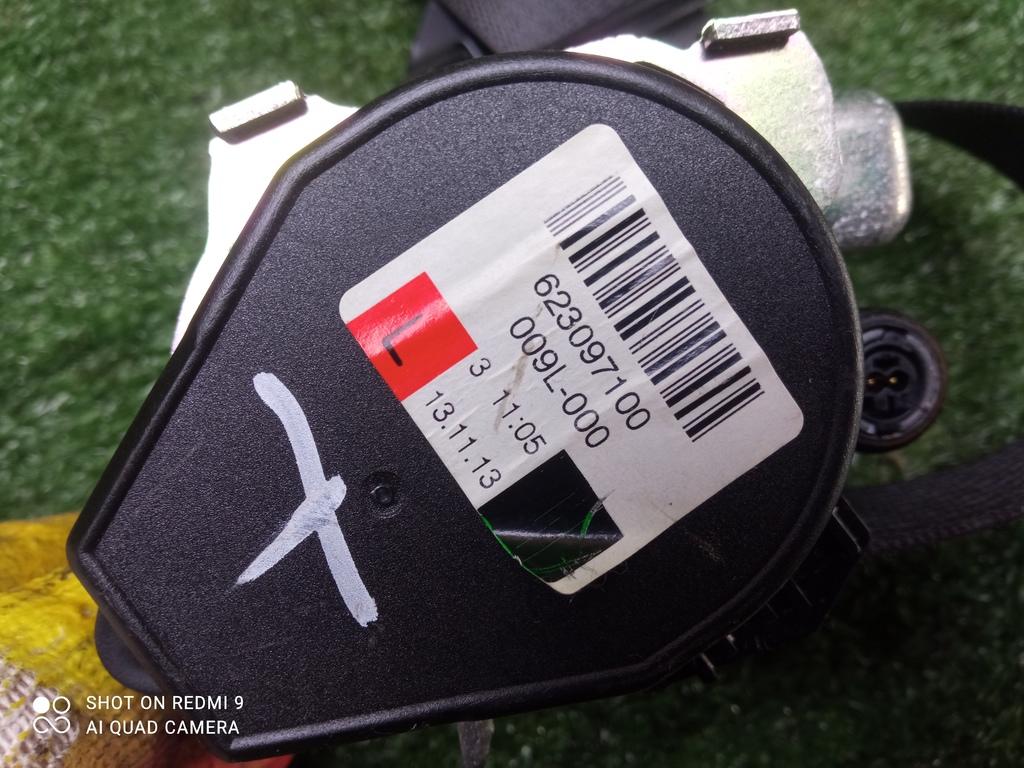 623097100
009L-000
L
3 11:05
13.11.13
SHOT ON REDMI 9
AI QUAD CAMERA